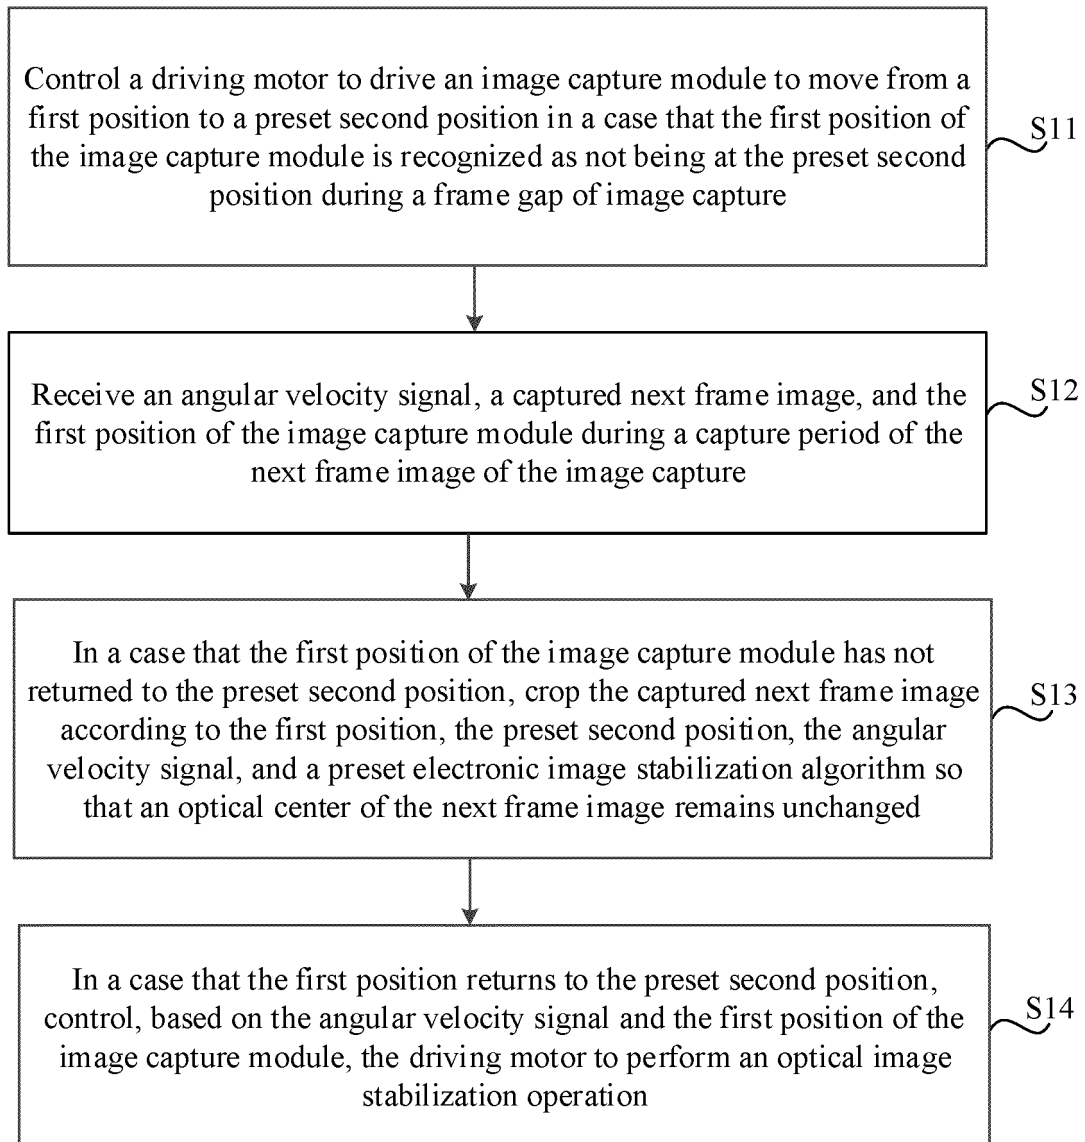 Control a driving motor to drive an image capture module to move from a
first position to a preset second position in a case that the first position of
the image capture module is recognized as not being at the preset second
position during a frame gap of image capture
S11
Receive an angular velocity signal, a captured next frame image, and the
first position of the image capture module during a capture period of the
next frame image of the image capture
S12
In a case that the first position of the image capture module has not
returned to the preset second position, crop the captured next frame image
according to the first position, the preset second position, the angular
velocity signal, and a preset electronic image stabilization algorithm so
that an optical center of the next frame image remains unchanged
S13
In a case that the first position returns to the preset second position,
control, based on the angular velocity signal and the first position of the
image capture module, the driving motor to perform an optical image
stabilization operation
S14